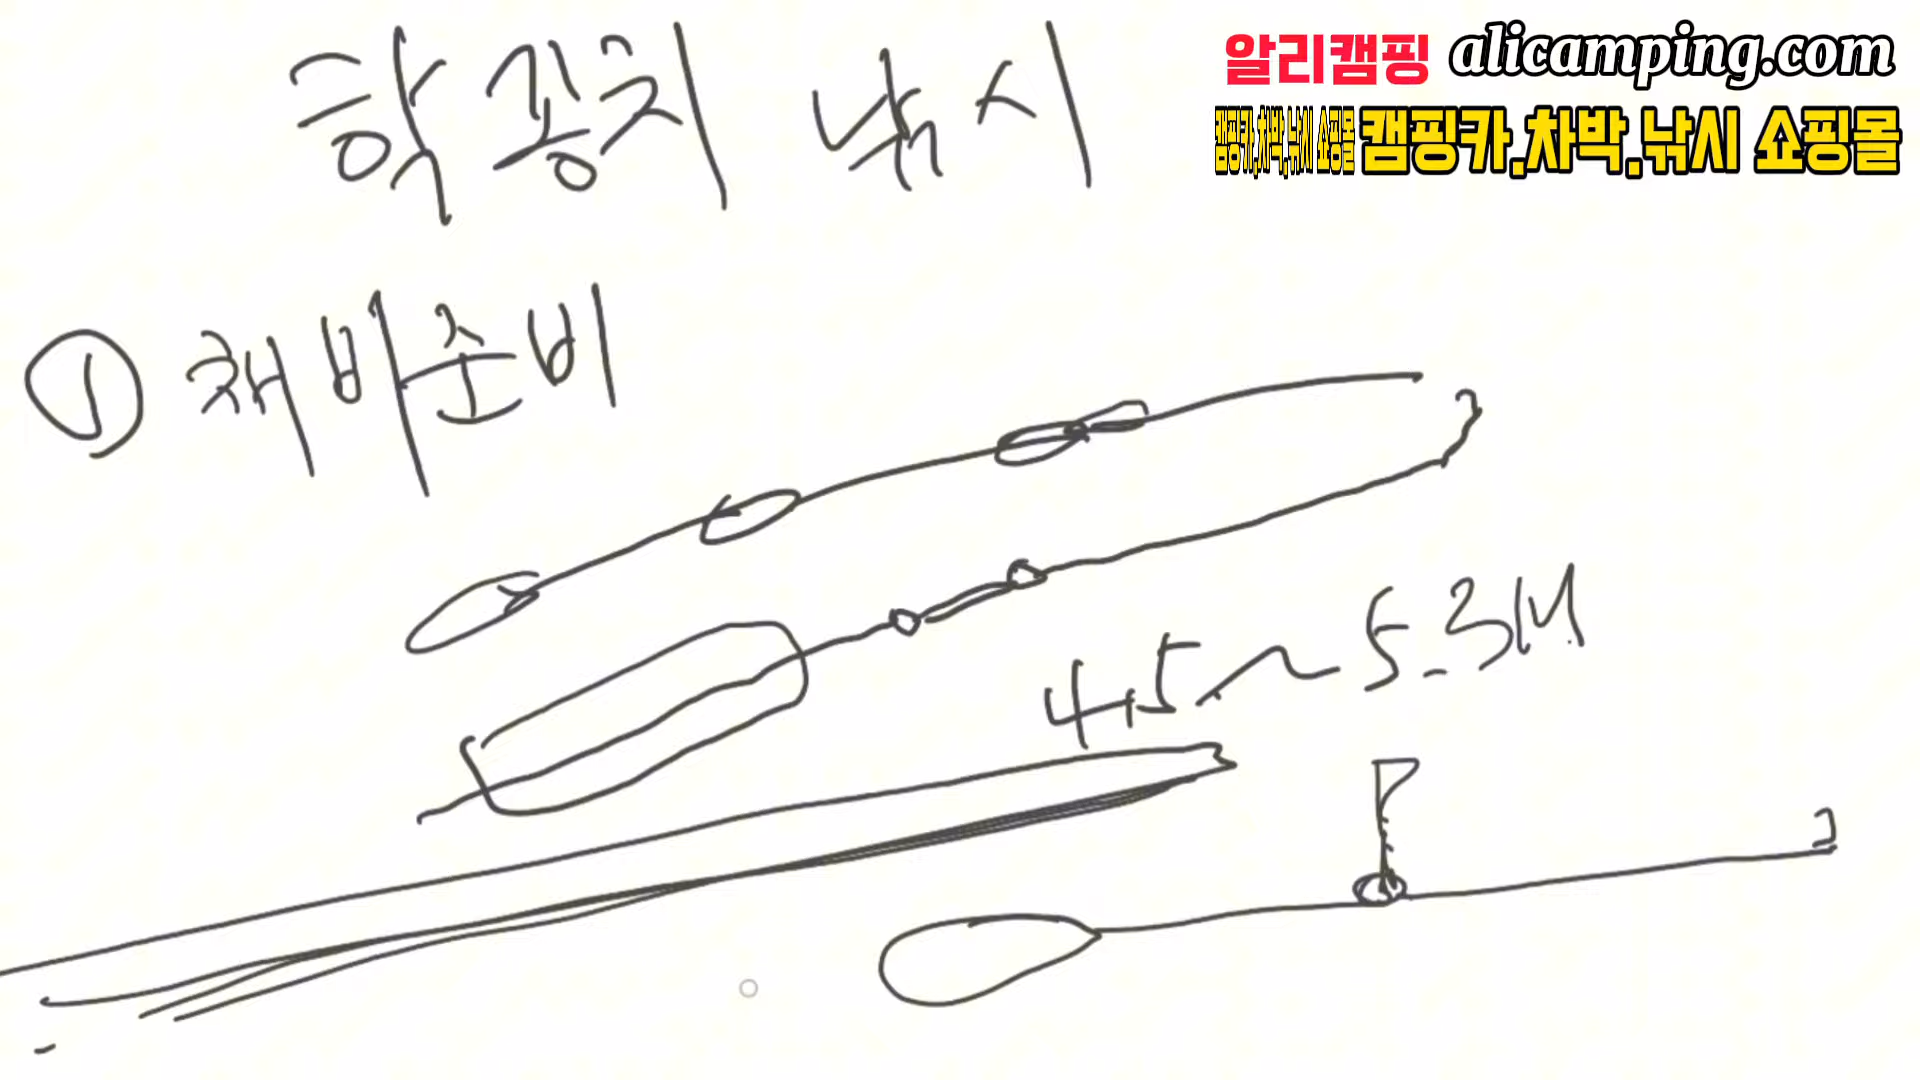 학꽁치 낚시
알리캠핑 alicamping.com
캠핑카.차박.낚시 쇼핑몰 캠핑카.차박.낚시 쇼핑몰
① 채비준비
4.5~5.3M